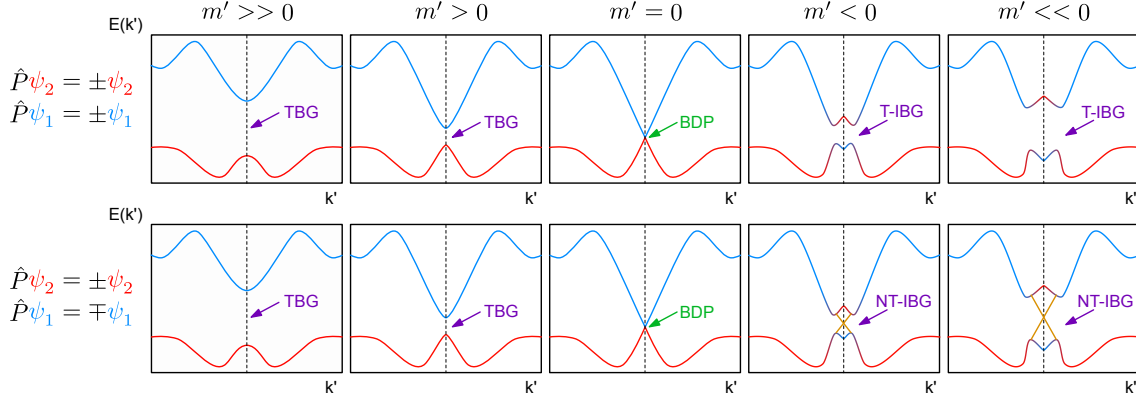 m′ >> 0 m′ > 0 m′ = 0 m′ < 0 m′ << 0
E(k')
P̂ψ₂ = ±ψ₂
P̂ψ₁ = ±ψ₁
TBG TBG BDP T-IBG T-IBG
k' k' k' k' k'
E(k')
P̂ψ₂ = ±ψ₂
P̂ψ₁ = ∓ψ₁
TBG TBG BDP NT-IBG NT-IBG
k' k' k' k' k'